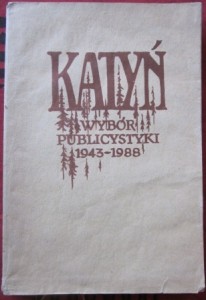 KATYŃ
WYBÓR
PUBLICYSTYKI
1943-1988